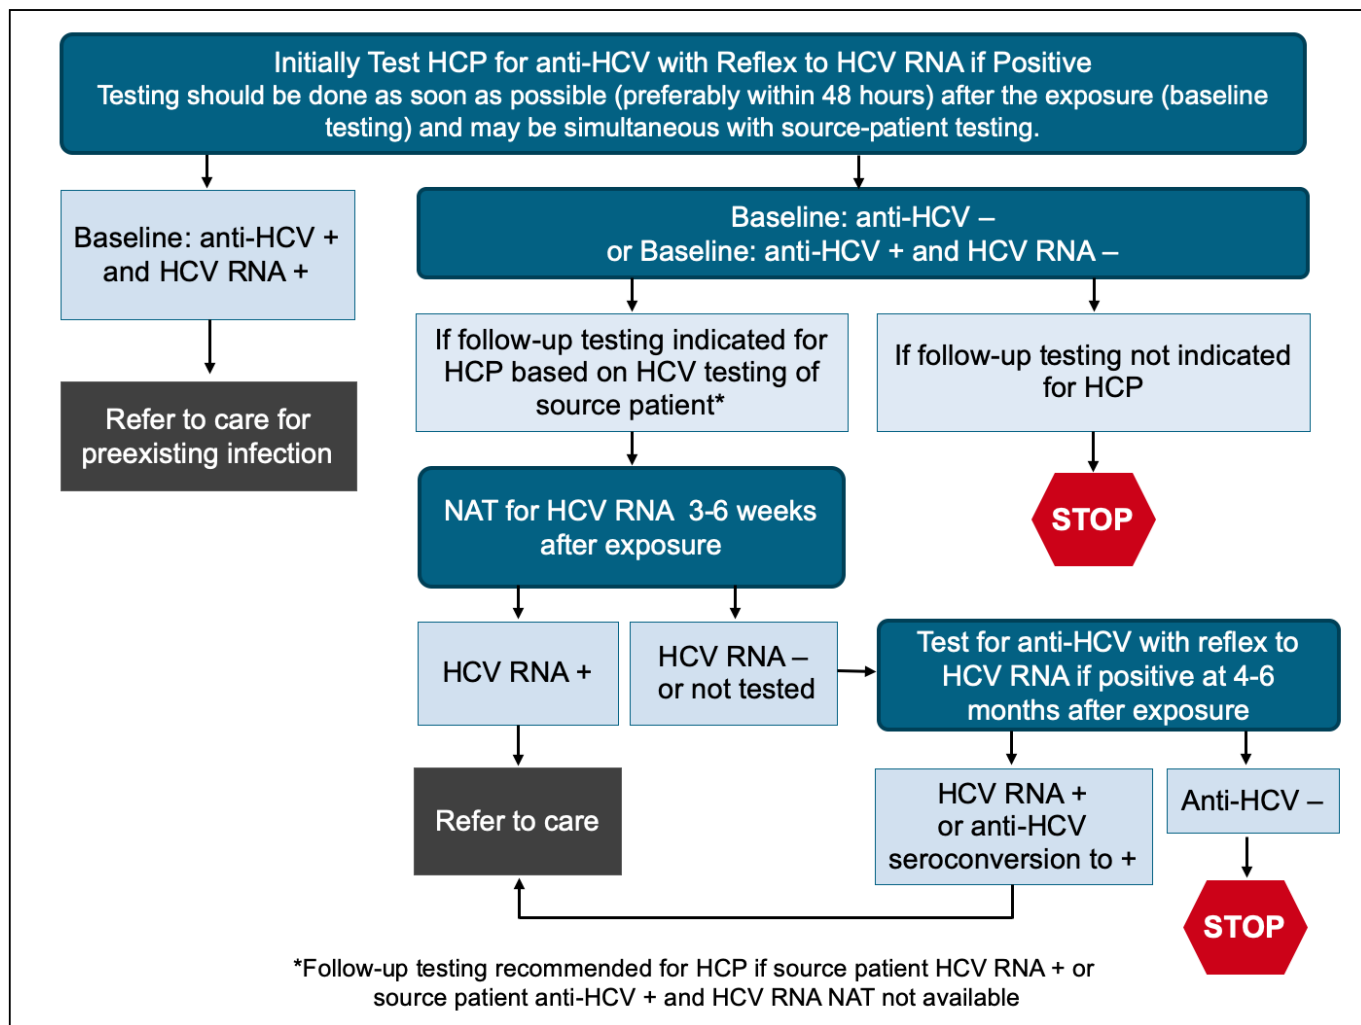 Initially Test HCP for anti-HCV with Reflex to HCV RNA if Positive
Testing should be done as soon as possible (preferably within 48 hours) after the exposure (baseline
testing) and may be simultaneous with source-patient testing.
Baseline: anti-HCV +
and HCV RNA +
Refer to care for
preexisting infection
Baseline: anti-HCV –
or Baseline: anti-HCV + and HCV RNA –
If follow-up testing indicated for
HCP based on HCV testing of
source patient*
If follow-up testing not indicated
for HCP
STOP
NAT for HCV RNA 3-6 weeks
after exposure
HCV RNA +
HCV RNA –
or not tested
Test for anti-HCV with reflex to
HCV RNA if positive at 4-6
months after exposure
Refer to care
HCV RNA +
or anti-HCV
seroconversion to +
Anti-HCV –
STOP
*Follow-up testing recommended for HCP if source patient HCV RNA + or
source patient anti-HCV + and HCV RNA NAT not available